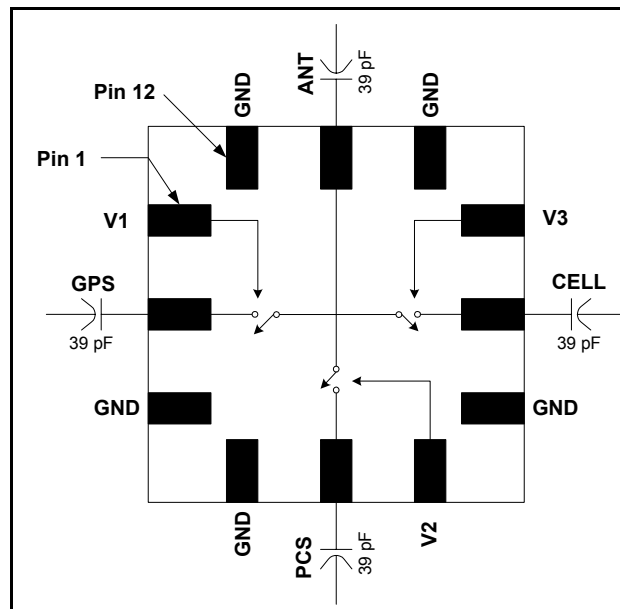 GND
ANT
39 pF
GND
Pin 12
Pin 1
V1
V3
GPS
CELL
39 pF
39 pF
GND
GND
GND
PCS
39 pF
V2